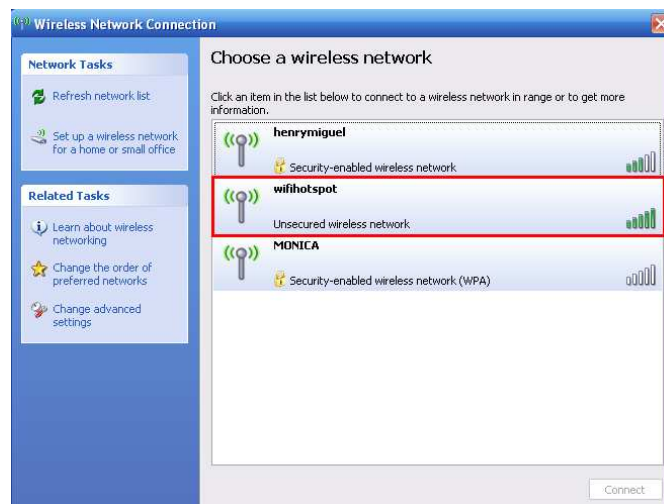 Wireless Network Connection
Network Tasks
Refresh network list
Set up a wireless network
for a home or small office
Related Tasks
Learn about wireless
networking
Change the order of
preferred networks
Change advanced
settings
Choose a wireless network
Click an item in the list below to connect to a wireless network in range or to get more
information.
henrymiguel
Security-enabled wireless network
wifihotspot
Unsecured wireless network
MONICA
Security-enabled wireless network (WPA)
Connect